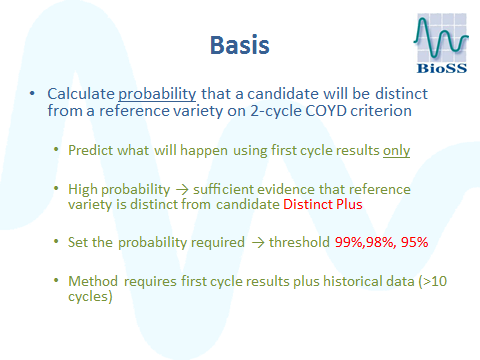 Basis
BioSS
• Calculate probability that a candidate will be distinct
from a reference variety on 2-cycle COYD criterion
• Predict what will happen using first cycle results only
• High probability → sufficient evidence that reference
variety is distinct from candidate Distinct Plus
• Set the probability required → threshold 99%,98%, 95%
• Method requires first cycle results plus historical data (>10
cycles)